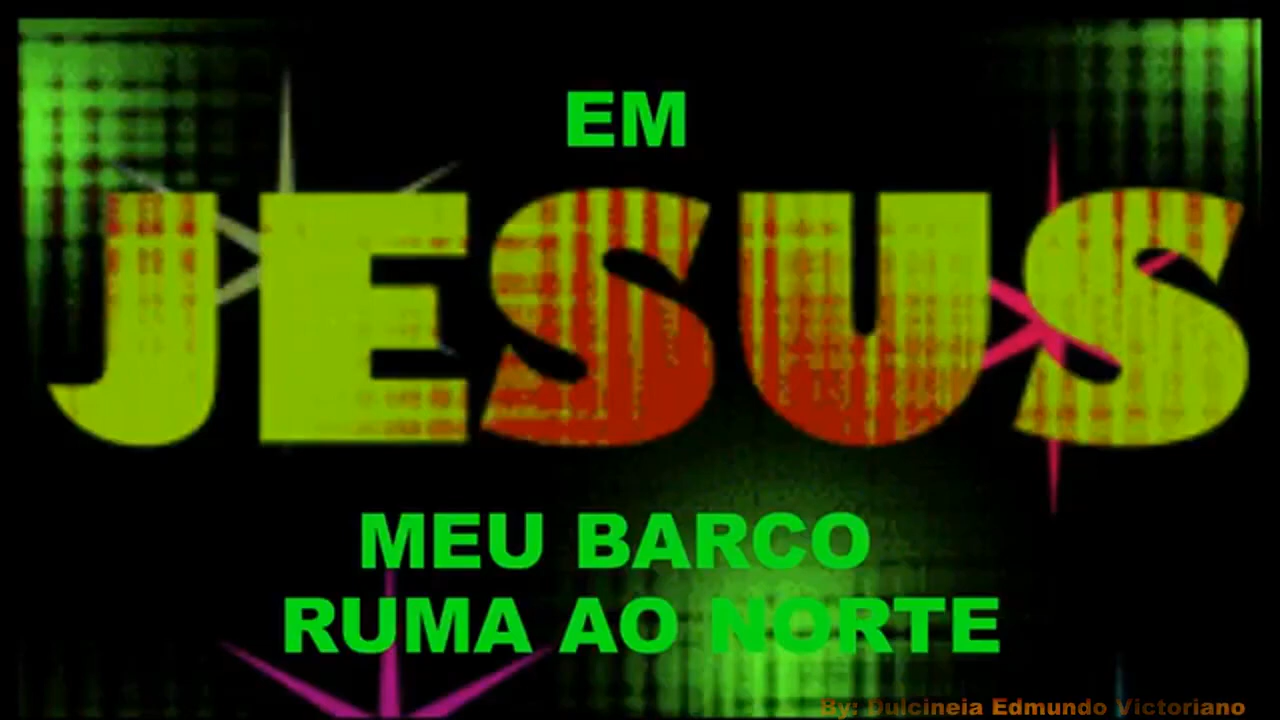 EM
JESUS
MEU BARCO
RUMA AO NORTE
By: Dulcineia Edmundo Victoriano